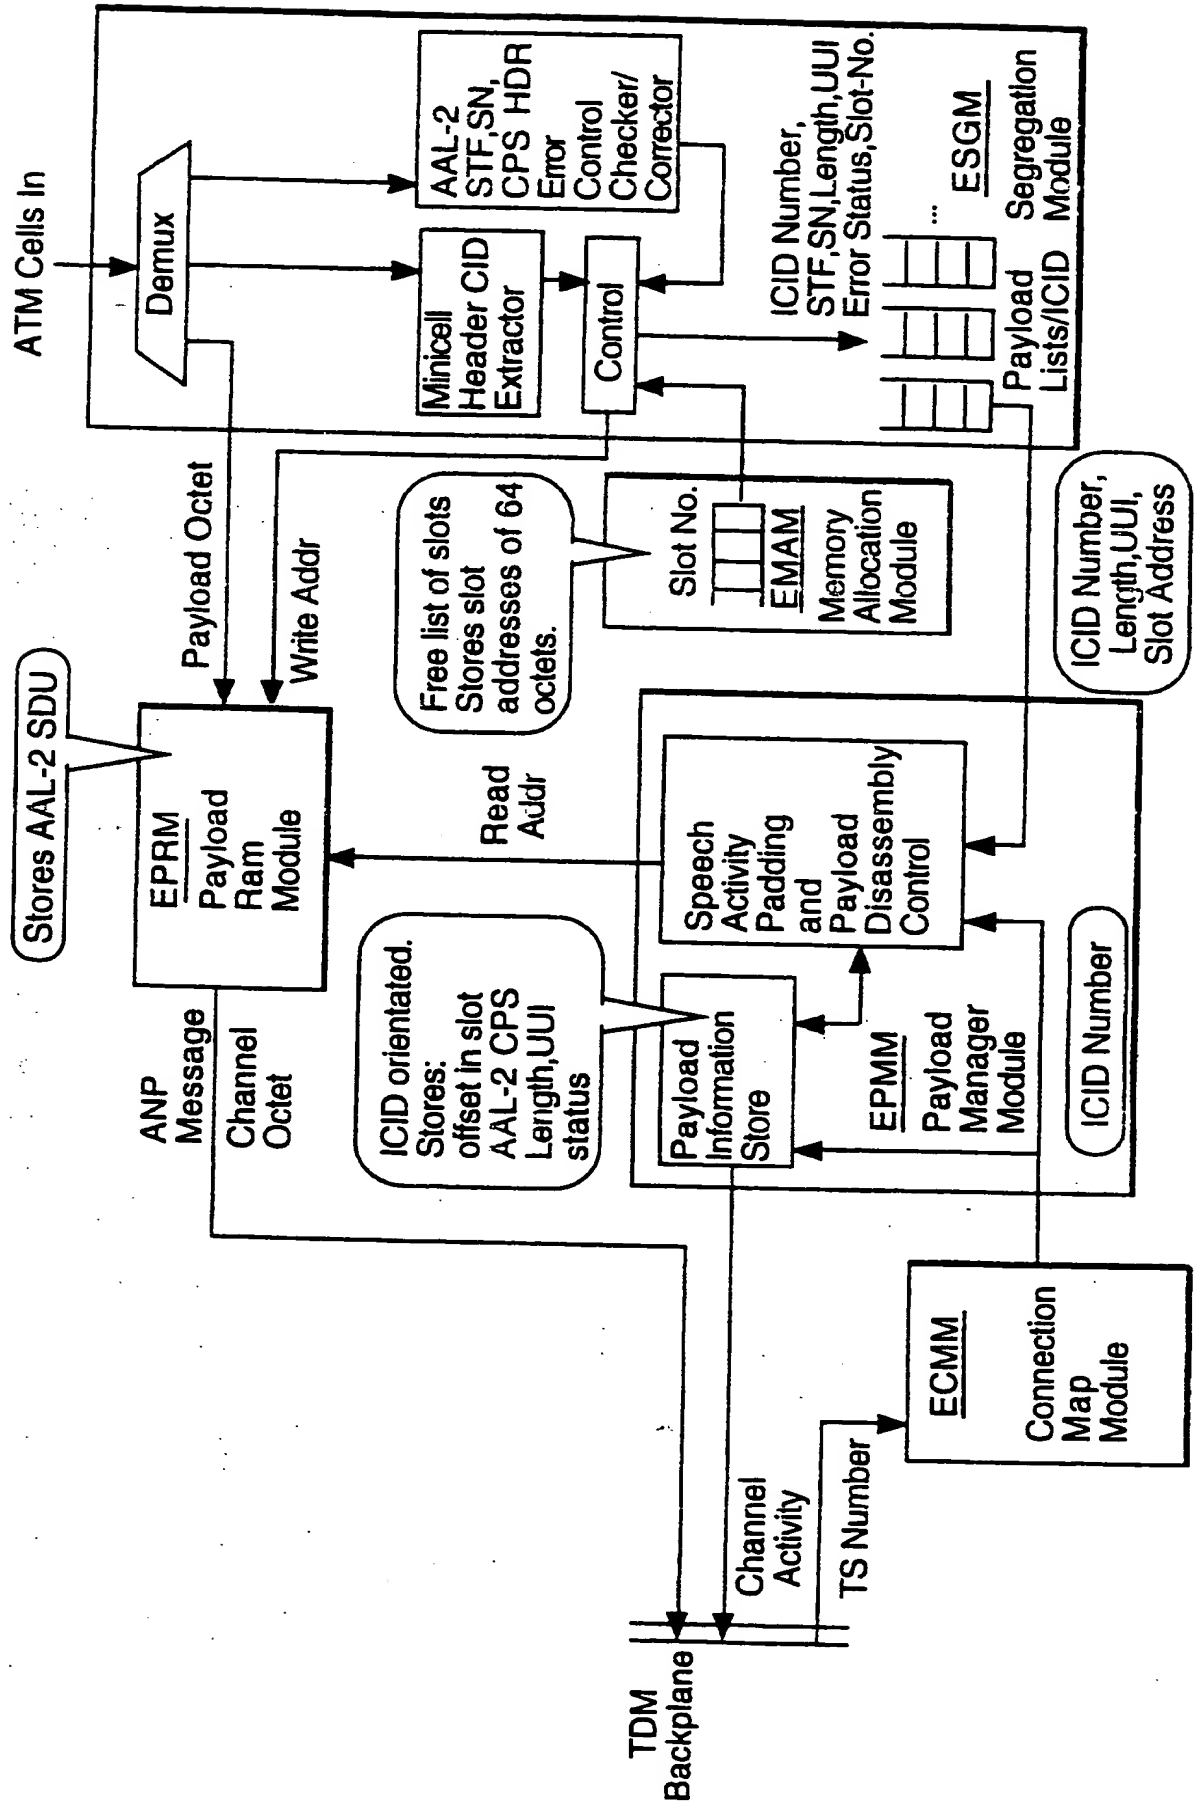 ATM Cells In
Demux
AAL-2
STF,SN,
CPS HDR
Error
Control
Checker/
Corrector
Minicell
Header CID
Extractor
Control
ICID Number,
STF,SN,Length,UUI
Error Status,Slot-No.
...
ESGM
Segregation
Module
Payload
Lists/ICID
Payload Octet
Write Addr
Free list of slots
Stores slot
addresses of 64
octets.
Slot No.
EMAM
Memory
Allocation
Module
ICID Number,
Length,UUI,
Slot Address
Stores AAL-2 SDU
EPRM
Payload
Ram
Module
Read
Addr
Speech
Activity
Padding
and
Payload
Disassembly
Control
ICID orientated.
Stores:
offset in slot
AAL-2 CPS
Length,UUI
status
Payload
Information
Store
EPMM
Payload
Manager
Module
ICID Number
ANP
Message
Channel
Octet
ECMM
Connection
Map
Module
Channel
Activity
TS Number
TDM
Backplane